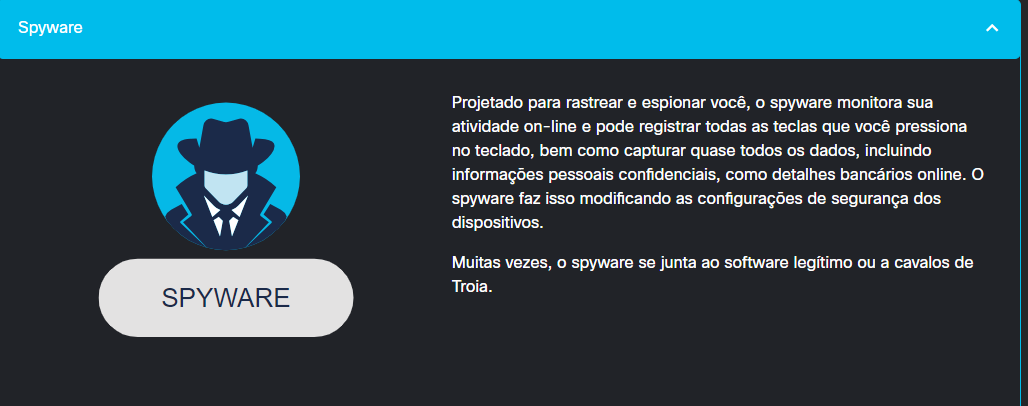 Spyware
Projetado para rastrear e espionar você, o spyware monitora sua
atividade on-line e pode registrar todas as teclas que você pressiona
no teclado, bem como capturar quase todos os dados, incluindo
informações pessoais confidenciais, como detalhes bancários online. O
spyware faz isso modificando as configurações de segurança dos
dispositivos.
Muitas vezes, o spyware se junta ao software legítimo ou a cavalos de
Troia.
SPYWARE